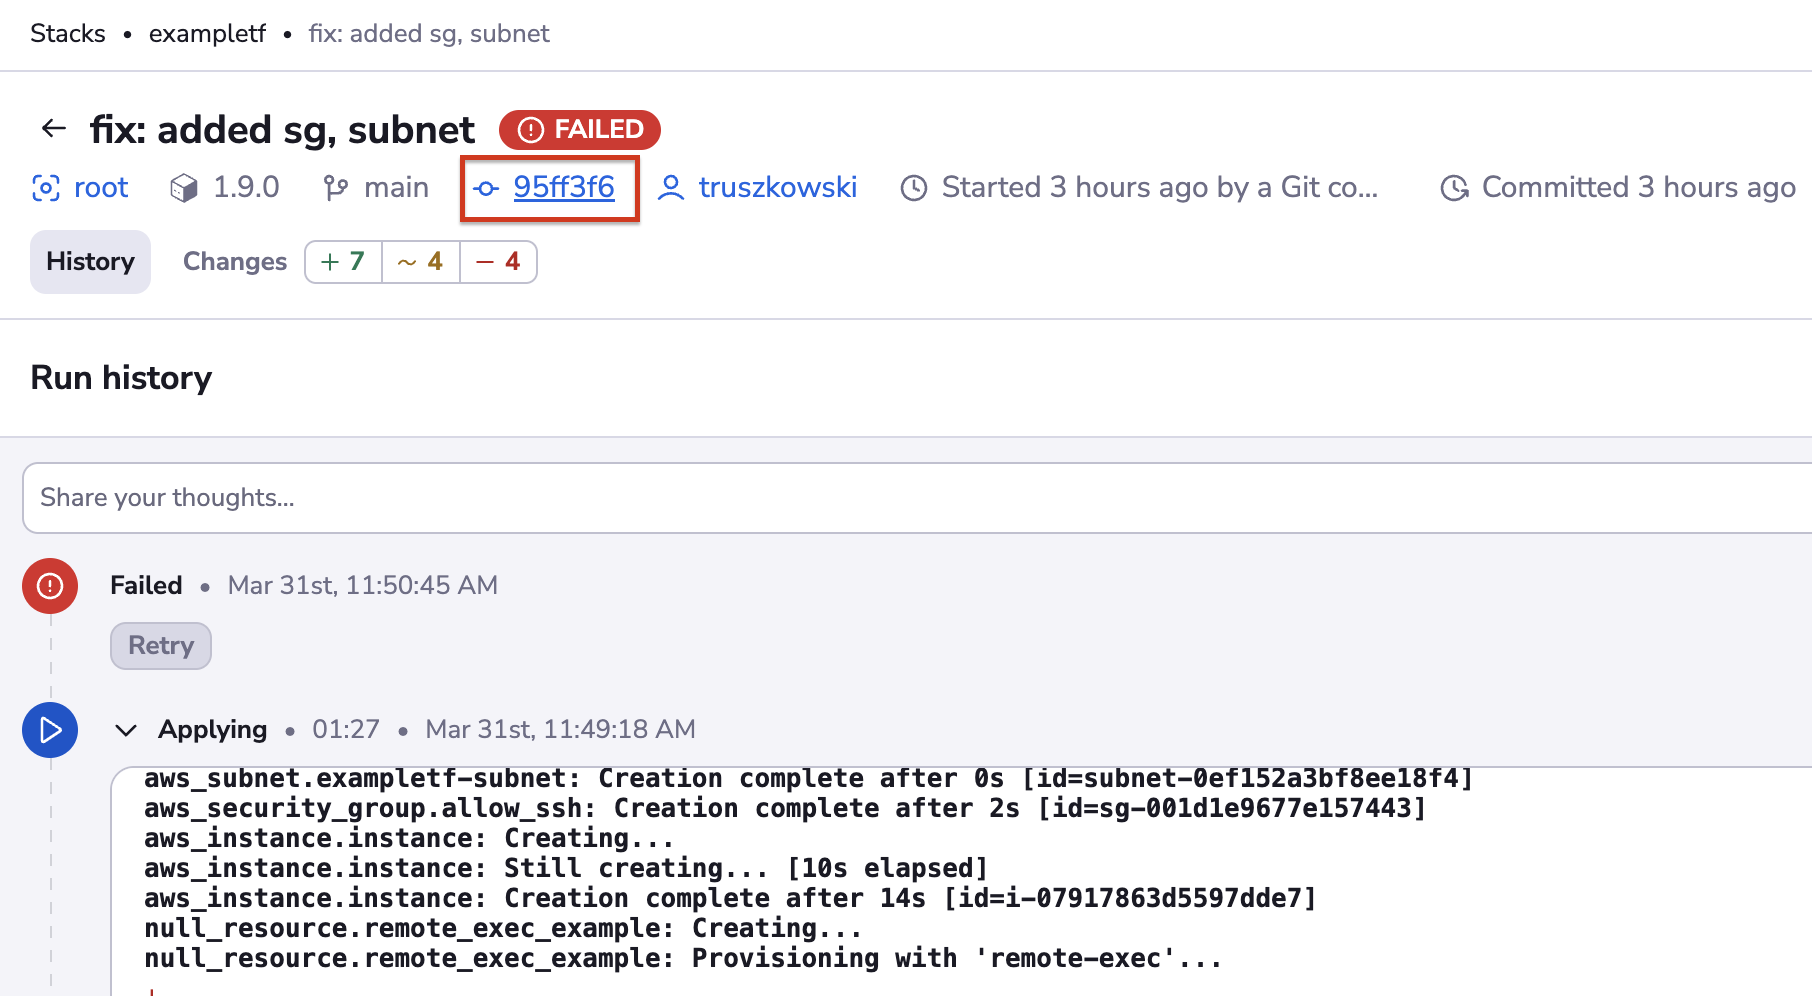 Stacks • exampletf • fix: added sg, subnet
fix: added sg, subnet FAILED
root 1.9.0 main 95ff3f6 truszkowski Started 3 hours ago by a Git co... Committed 3 hours ago
History Changes + 7 ~ 4 − 4
Run history
Share your thoughts...
Failed • Mar 31st, 11:50:45 AM
Retry
Applying • 01:27 • Mar 31st, 11:49:18 AM
aws_subnet.exampletf-subnet: Creation complete after 0s [id=subnet-0ef152a3bf8ee18f4]
aws_security_group.allow_ssh: Creation complete after 2s [id=sg-001d1e9677e157443]
aws_instance.instance: Creating...
aws_instance.instance: Still creating... [10s elapsed]
aws_instance.instance: Creation complete after 14s [id=i-07917863d5597dde7]
null_resource.remote_exec_example: Creating...
null_resource.remote_exec_example: Provisioning with 'remote-exec'...